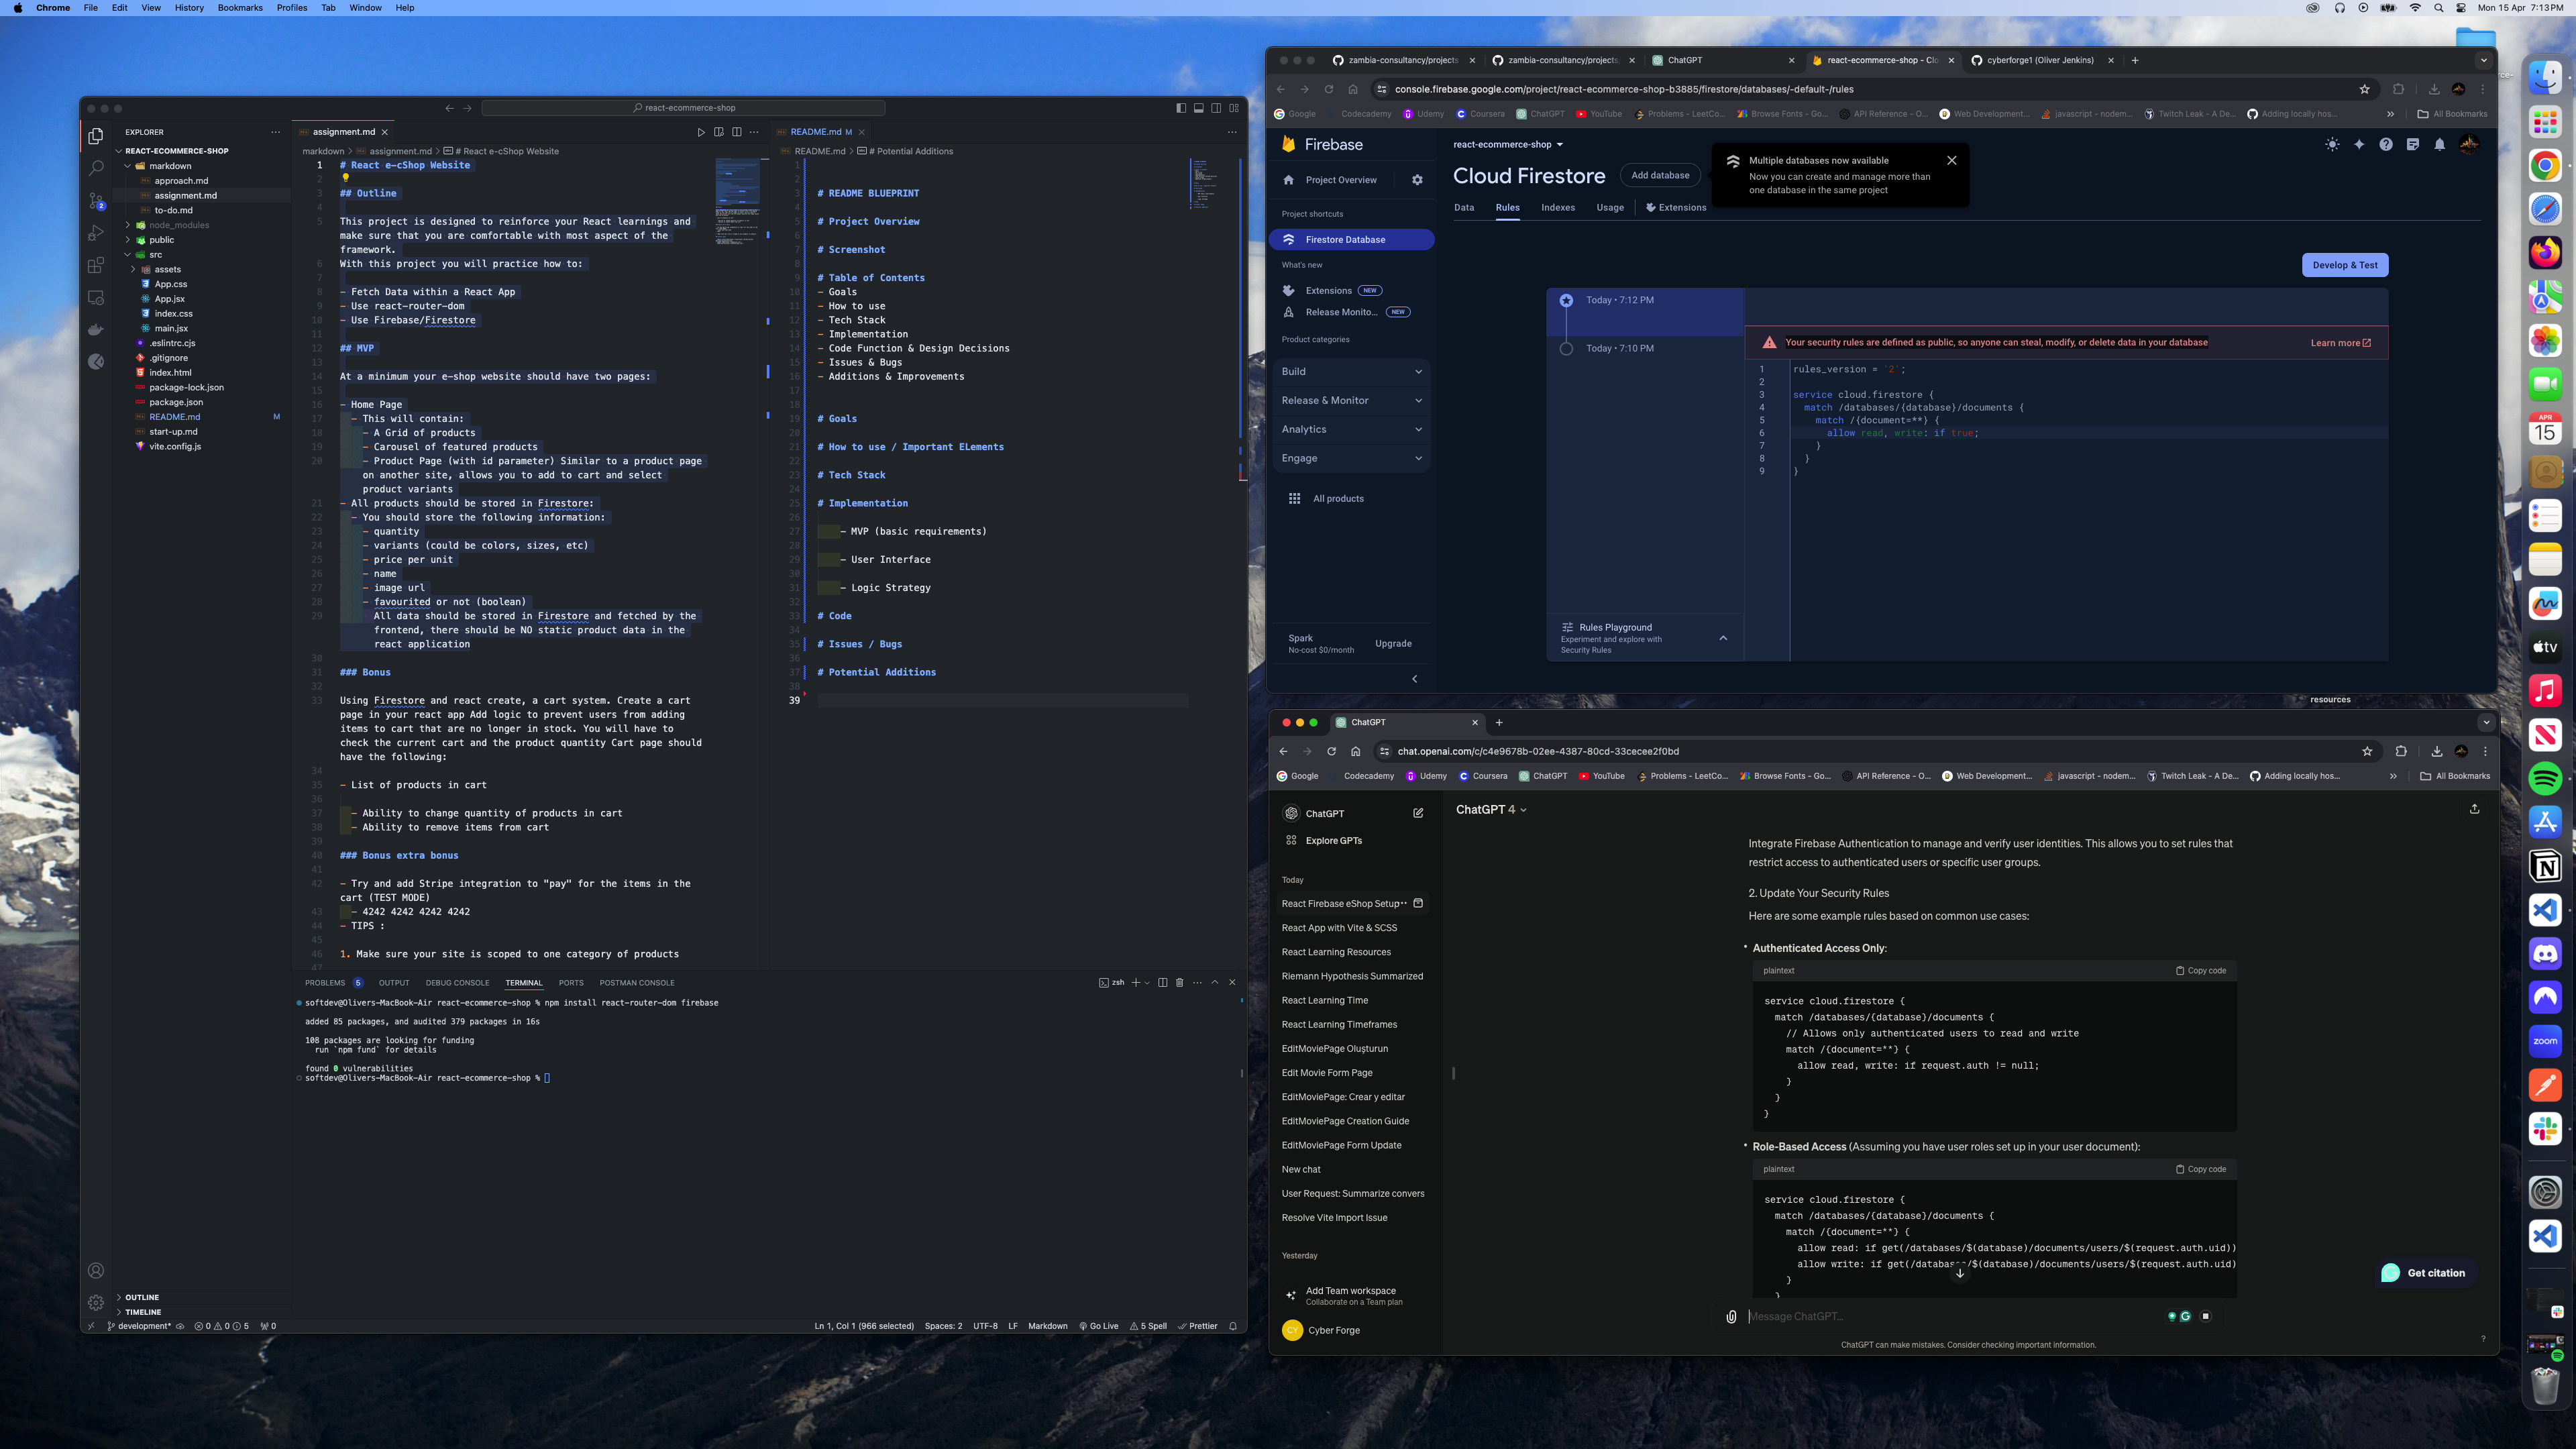 Chrome File Edit View History Bookmarks Profiles Tab Window Help
Mon 15 Apr 7:13 PM
react-ecommerce-shop
EXPLORER
REACT-ECOMMERCE-SHOP
markdown
approach.md
assignment.md
to-do.md
node_modules
public
src
assets
App.css
App.jsx
index.css
main.jsx
.eslintrc.cjs
.gitignore
index.html
package-lock.json
package.json
README.md M
start-up.md
vite.config.js
OUTLINE
TIMELINE
2
assignment.md
markdown > assignment.md > # React e-cShop Website
1 # React e-cShop Website
2
3 ## Outline
4
5 This project is designed to reinforce your React learnings and
make sure that you are comfortable with most aspect of the
framework.
6 With this project you will practice how to:
7
8 - Fetch Data within a React App
9 - Use react-router-dom
10 - Use Firebase/Firestore
11
12 ## MVP
13
14 At a minimum your e-shop website should have two pages:
15
16 - Home Page
17 - This will contain:
18 - A Grid of products
19 - Carousel of featured products
20 - Product Page (with id parameter) Similar to a product page
on another site, allows you to add to cart and select
product variants
21 - All products should be stored in Firestore:
22 - You should store the following information:
23 - quantity
24 - variants (could be colors, sizes, etc)
25 - price per unit
26 - name
27 - image url
28 - favourited or not (boolean)
29 All data should be stored in Firestore and fetched by the
frontend, there should be NO static product data in the
react application
30
31 ### Bonus
32
33 Using Firestore and react create, a cart system. Create a cart
page in your react app Add logic to prevent users from adding
items to cart that are no longer in stock. You will have to
check the current cart and the product quantity Cart page should
have the following:
34
35 - List of products in cart
36
37 - Ability to change quantity of products in cart
38 - Ability to remove items from cart
39
40 ### Bonus extra bonus
41
42 - Try and add Stripe integration to "pay" for the items in the
cart (TEST MODE)
43 - 4242 4242 4242 4242
44 - TIPS :
45
46 1. Make sure your site is scoped to one category of products
47
README.md M
README.md > # Potential Additions
1
2
3 # README BLUEPRINT
4
5 # Project Overview
6
7 # Screenshot
8
9 # Table of Contents
10 - Goals
11 - How to use
12 - Tech Stack
13 - Implementation
14 - Code Function & Design Decisions
15 - Issues & Bugs
16 - Additions & Improvements
17
18
19 # Goals
20
21 # How to use / Important ELements
22
23 # Tech Stack
24
25 # Implementation
26
27 - MVP (basic requirements)
28
29 - User Interface
30
31 - Logic Strategy
32
33 # Code
34
35 # Issues / Bugs
36
37 # Potential Additions
38
39
PROBLEMS 5 OUTPUT DEBUG CONSOLE TERMINAL PORTS POSTMAN CONSOLE
zsh
softdev@Olivers-MacBook-Air react-ecommerce-shop % npm install react-router-dom firebase
added 85 packages, and audited 379 packages in 16s
108 packages are looking for funding
run `npm fund` for details
found 0 vulnerabilities
softdev@Olivers-MacBook-Air react-ecommerce-shop %
development* 0 0 5 0
Ln 1, Col 1 (966 selected) Spaces: 2 UTF-8 LF Markdown Go Live 5 Spell Prettier
zambia-consultancy/projects
zambia-consultancy/projects
ChatGPT
react-ecommerce-shop - Clo
cyberforge1 (Oliver Jenkins)
console.firebase.google.com/project/react-ecommerce-shop-b3885/firestore/databases/-default-/rules
Google Codecademy Udemy Coursera ChatGPT YouTube Problems - LeetCo... Browse Fonts - Go... API Reference - O... Web Development... javascript - nodem... Twitch Leak - A De... Adding locally hos... All Bookmarks
Firebase
Project Overview
Project shortcuts
Firestore Database
What's new
Extensions NEW
Release Monito... NEW
Product categories
Build
Release & Monitor
Analytics
Engage
All products
Spark
No-cost $0/month
Upgrade
react-ecommerce-shop
Cloud Firestore
Add database
Multiple databases now available
Now you can create and manage more than
one database in the same project
Data Rules Indexes Usage Extensions
Develop & Test
Today • 7:12 PM
Today • 7:10 PM
Your security rules are defined as public, so anyone can steal, modify, or delete data in your database
Learn more
1 rules_version = '2';
2
3 service cloud.firestore {
4 match /databases/{database}/documents {
5 match /{document=**} {
6 allow read, write: if true;
7 }
8 }
9 }
Rules Playground
Experiment and explore with
Security Rules
resources
ChatGPT
chat.openai.com/c/c4e9678b-02ee-4387-80cd-33cecee2f0bd
Google Codecademy Udemy Coursera ChatGPT YouTube Problems - LeetCo... Browse Fonts - Go... API Reference - O... Web Development... javascript - nodem... Twitch Leak - A De... Adding locally hos... All Bookmarks
ChatGPT
Explore GPTs
Today
React Firebase eShop Setup
React App with Vite & SCSS
React Learning Resources
Riemann Hypothesis Summarized
React Learning Time
React Learning Timeframes
EditMoviePage Oluşturun
Edit Movie Form Page
EditMoviePage: Crear y editar
EditMoviePage Creation Guide
EditMoviePage Form Update
New chat
User Request: Summarize convers
Resolve Vite Import Issue
Yesterday
Add Team workspace
Collaborate on a Team plan
CY Cyber Forge
ChatGPT 4
Integrate Firebase Authentication to manage and verify user identities. This allows you to set rules that
restrict access to authenticated users or specific user groups.
2. Update Your Security Rules
Here are some example rules based on common use cases:
• Authenticated Access Only:
plaintext Copy code
service cloud.firestore {
match /databases/{database}/documents {
// Allows only authenticated users to read and write
match /{document=**} {
allow read, write: if request.auth != null;
}
}
}
• Role-Based Access (Assuming you have user roles set up in your user document):
plaintext Copy code
service cloud.firestore {
match /databases/{database}/documents {
match /{document=**} {
allow read: if get(/databases/$(database)/documents/users/$(request.auth.uid))
allow write: if get(/databases/$(database)/documents/users/$(request.auth.uid)
}
}
Get citation
Message ChatGPT...
ChatGPT can make mistakes. Consider checking important information.
?
APR
15
tv
zoom